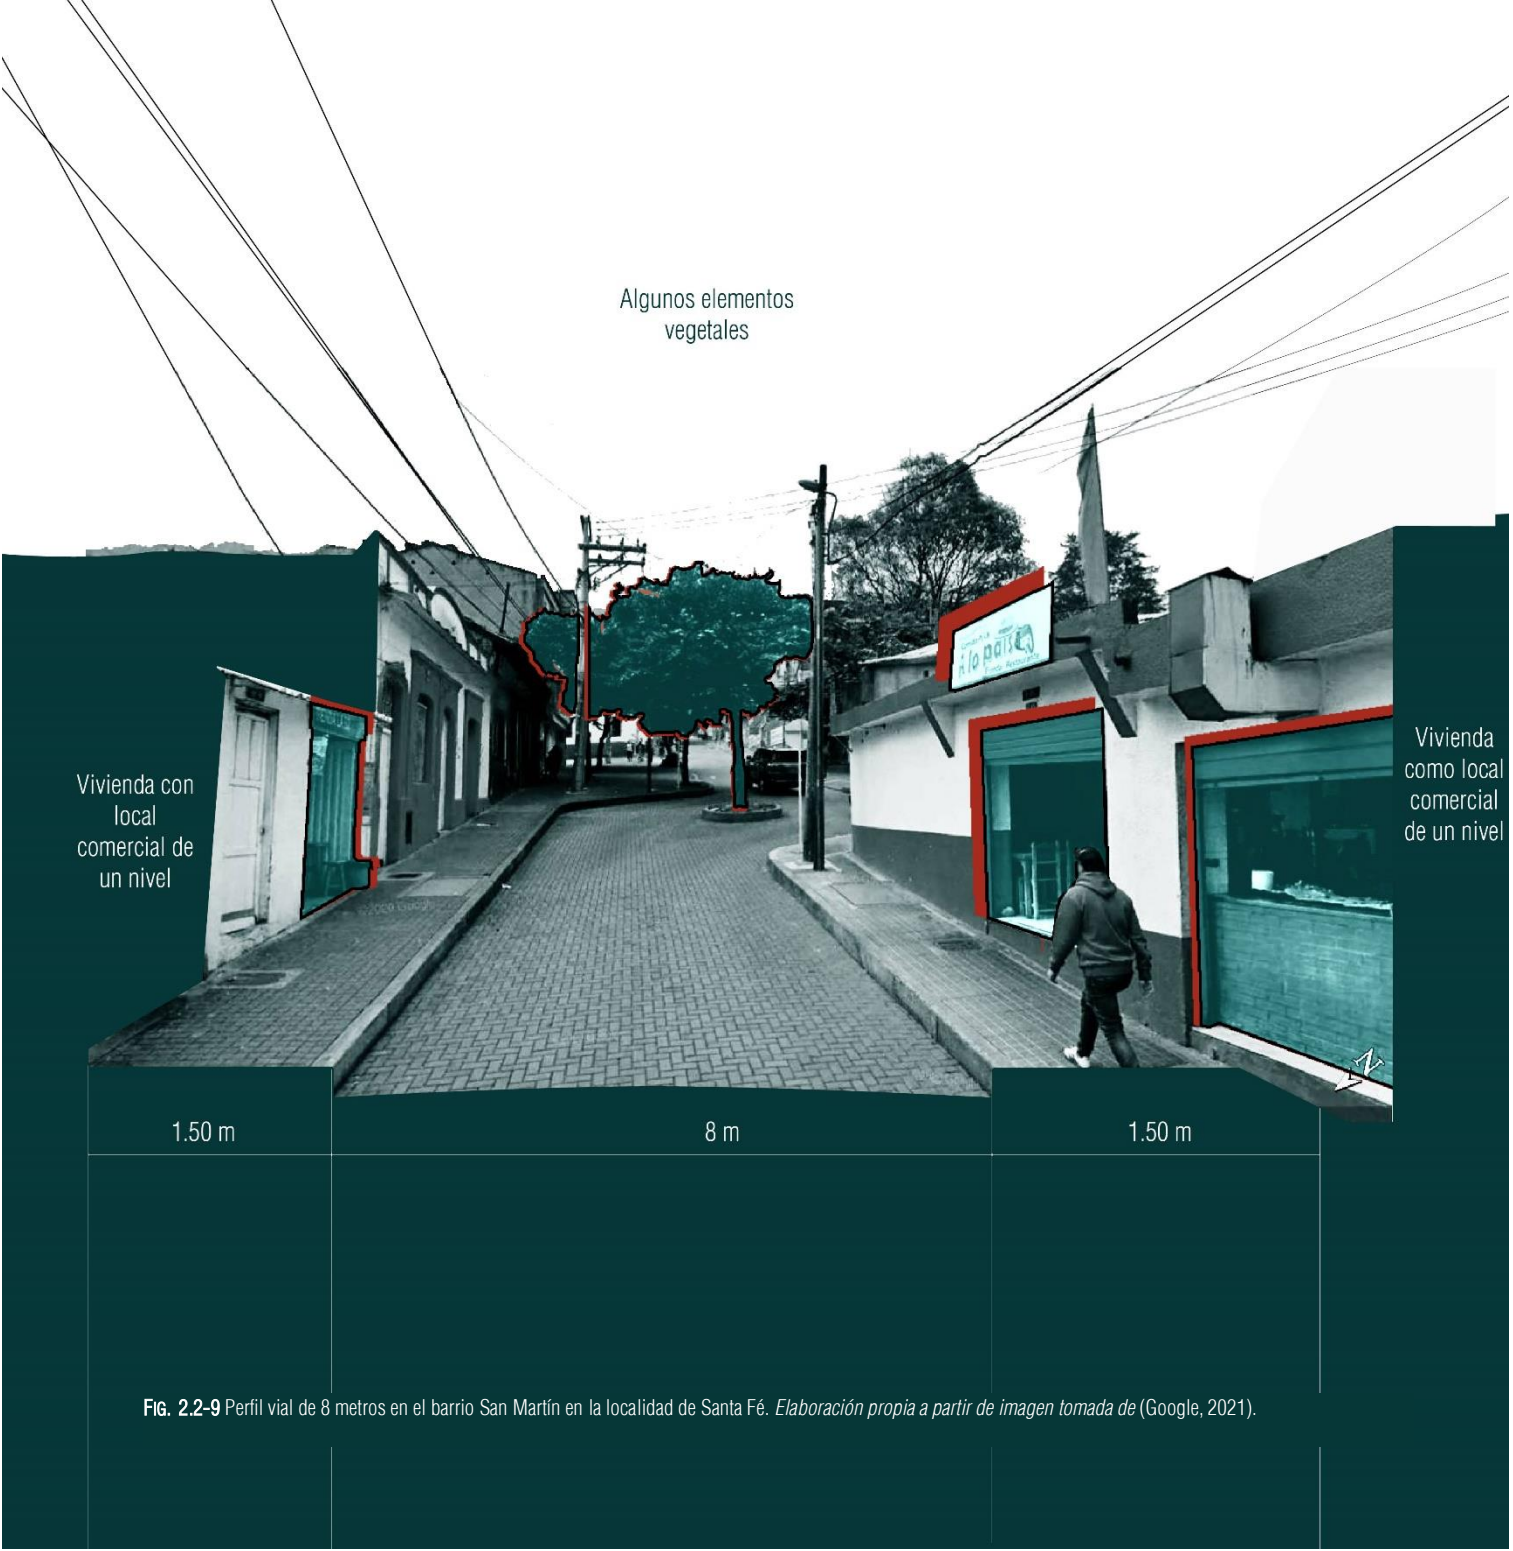 Algunos elementos
vegetales
a lo pais
Vivienda con
local
comercial de
un nivel
Vivienda
como local
comercial
de un nivel
N
1.50 m
8 m
1.50 m
FIG. 2.2-9 Perfil vial de 8 metros en el barrio San Martín en la localidad de Santa Fé. Elaboración propia a partir de imagen tomada de (Google, 2021).